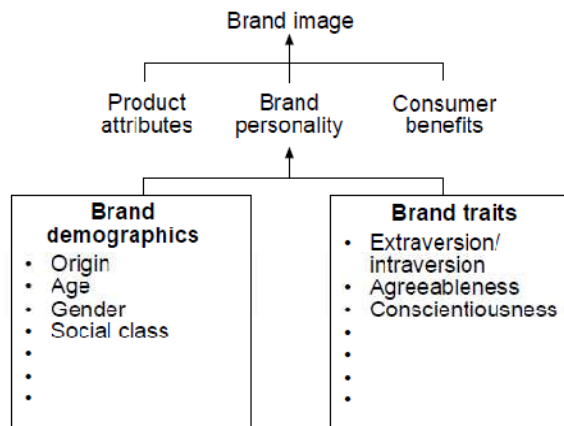 Brand image
Product attributes
Brand personality
Consumer benefits
Brand demographics
• Origin
• Age
• Gender
• Social class
•
•
•
Brand traits
• Extraversion/
intraversion
• Agreeableness
• Conscientiousness
•
•
•
•